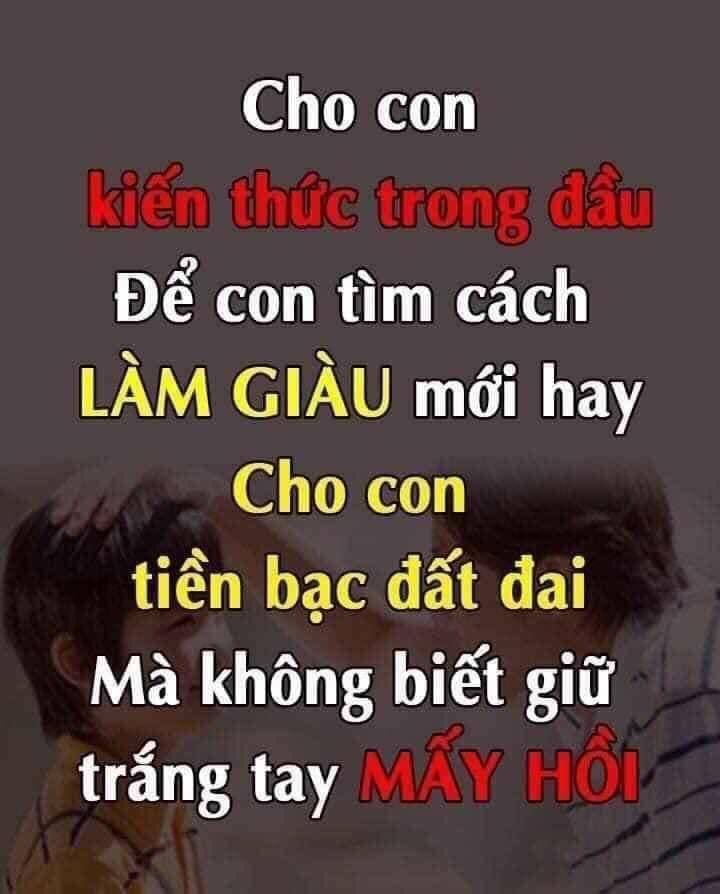 Cho con
kiến thức trong đầu
Để con tìm cách
LÀM GIÀU mới hay
Cho con
tiền bạc đất đai
Mà không biết giữ
trắng tay MẤY HỒI